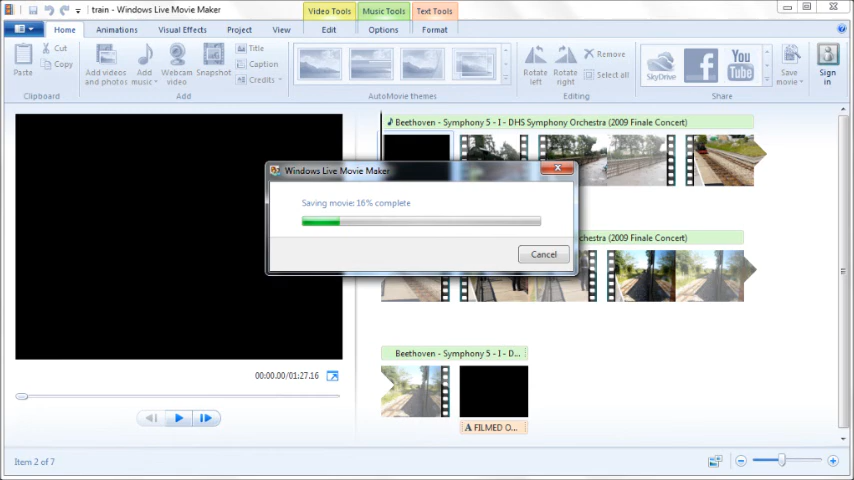 train - Windows Live Movie Maker
Video Tools
Music Tools
Text Tools
Home
Animations
Visual Effects
Project
View
Edit
Options
Format
Paste
Cut
Copy
Clipboard
Add videos
and photos
Add
music
Webcam
video
Snapshot
Title
Caption
Credits
Add
AutoMovie themes
Rotate
left
Rotate
right
Remove
Select all
Editing
SkyDrive
f
You
Tube
Share
Save
movie
Sign
in
Beethoven - Symphony 5 - I - DHS Symphony Orchestra (2009 Finale Concert)
Windows Live Movie Maker
Saving movie: 16% complete
Cancel
chestra (2009 Finale Concert)
Beethoven - Symphony 5 - I - D...
A FILMED O...
00:00.00/01:27.16
Item 2 of 7